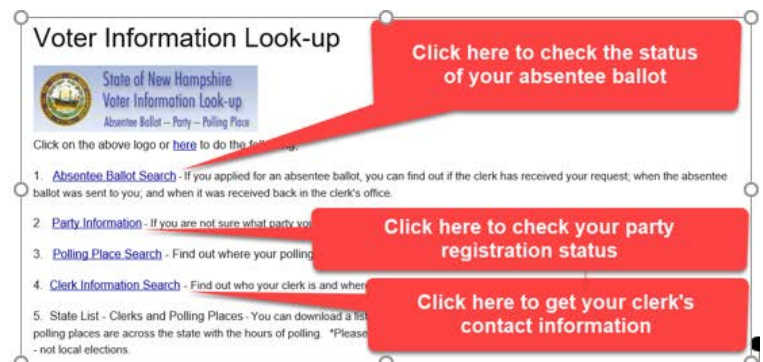 Voter Information Look-up
Click here to check the status
of your absentee ballot
State of New Hampshire
Voter Information Look-up
Absentee Ballot – Party – Polling Place
Click on the above logo or here to do the following;
1. Absentee Ballot Search - If you applied for an absentee ballot, you can find out if the clerk has received your request; when the absentee
ballot was sent to you; and when it was received back in the clerk's office.
2 Party Information - If you are not sure what party
Click here to check your party
registration status
3. Polling Place Search - Find out where your polling
4. Clerk Information Search - Find out who your clerk is and where
Click here to get your clerk's
contact information
5. State List - Clerks and Polling Places - You can download a list
polling places are across the state with the hours of polling. *Please
- not local elections.